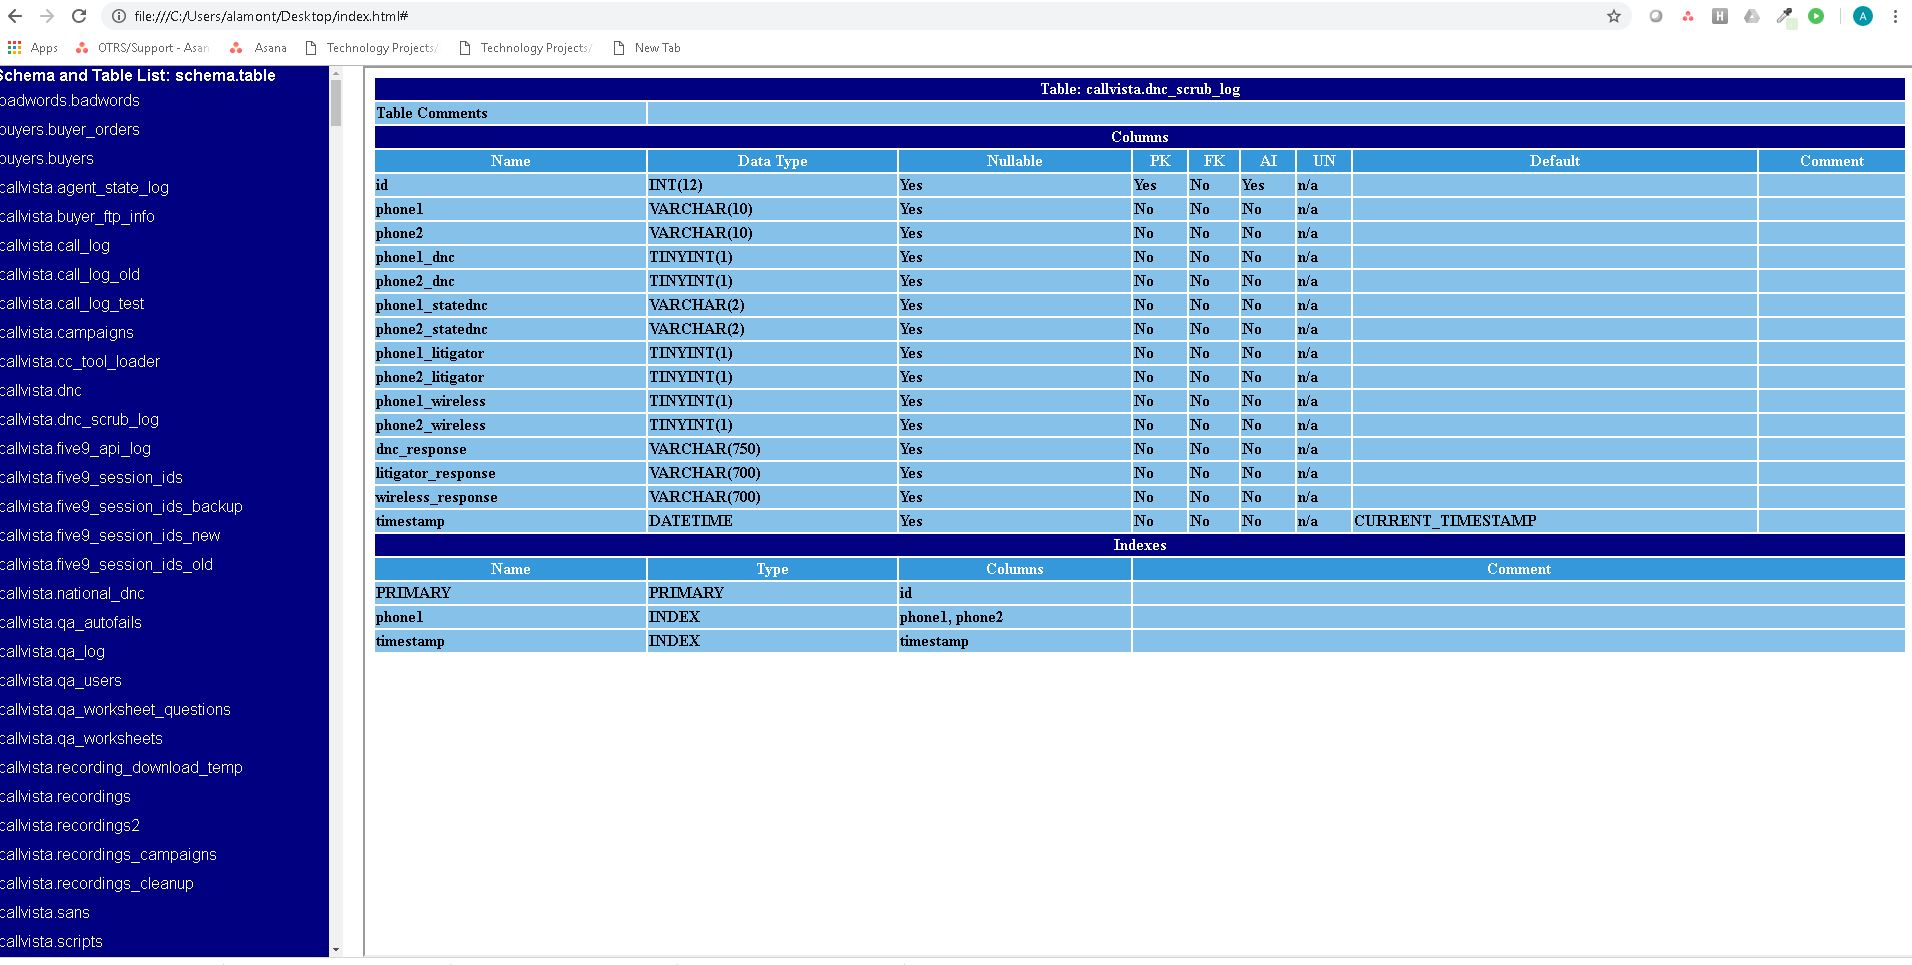 file:///C:/Users/alamont/Desktop/index.html#
Apps OTRS/Support - Asan Asana Technology Projects/ Technology Projects/ New Tab
Schema and Table List: schema.table
badwords.badwords
buyers.buyer_orders
buyers.buyers
callvista.agent_state_log
callvista.buyer_ftp_info
callvista.call_log
callvista.call_log_old
callvista.call_log_test
callvista.campaigns
callvista.cc_tool_loader
callvista.dnc
callvista.dnc_scrub_log
callvista.five9_api_log
callvista.five9_session_ids
callvista.five9_session_ids_backup
callvista.five9_session_ids_new
callvista.five9_session_ids_old
callvista.national_dnc
callvista.qa_autofails
callvista.qa_log
callvista.qa_users
callvista.qa_worksheet_questions
callvista.qa_worksheets
callvista.recording_download_temp
callvista.recordings
callvista.recordings2
callvista.recordings_campaigns
callvista.recordings_cleanup
callvista.sans
callvista.scripts
Table: callvista.dnc_scrub_log
Table Comments
Columns
Name Data Type Nullable PK FK AI UN Default Comment
id INT(12) Yes Yes No Yes n/a
phone1 VARCHAR(10) Yes No No No n/a
phone2 VARCHAR(10) Yes No No No n/a
phone1_dnc TINYINT(1) Yes No No No n/a
phone2_dnc TINYINT(1) Yes No No No n/a
phone1_statednc VARCHAR(2) Yes No No No n/a
phone2_statednc VARCHAR(2) Yes No No No n/a
phone1_litigator TINYINT(1) Yes No No No n/a
phone2_litigator TINYINT(1) Yes No No No n/a
phone1_wireless TINYINT(1) Yes No No No n/a
phone2_wireless TINYINT(1) Yes No No No n/a
dnc_response VARCHAR(750) Yes No No No n/a
litigator_response VARCHAR(700) Yes No No No n/a
wireless_response VARCHAR(700) Yes No No No n/a
timestamp DATETIME Yes No No No n/a CURRENT_TIMESTAMP
Indexes
Name Type Columns Comment
PRIMARY PRIMARY id
phone1 INDEX phone1, phone2
timestamp INDEX timestamp